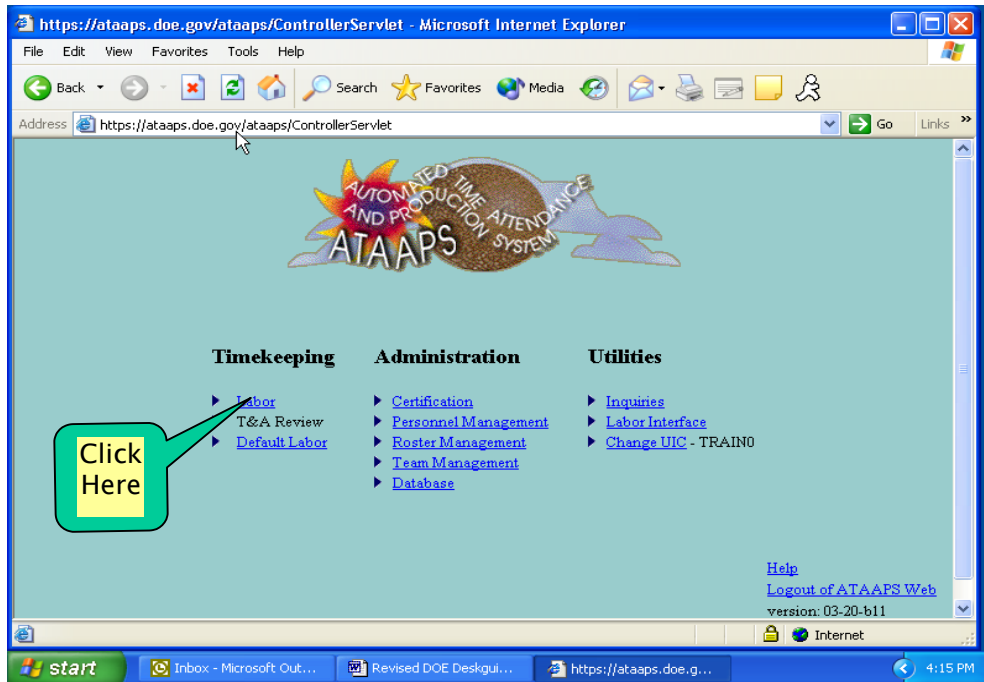 https://ataaps.doe.gov/ataaps/ControllerServlet - Microsoft Internet Explorer
File Edit View Favorites Tools Help
Back Search Favorites Media
Address https://ataaps.doe.gov/ataaps/ControllerServlet Go Links »
AUTOMATED TIME ATTENDANCE
AND PRODUCTION SYSTEM
ATAAPS
Timekeeping Administration Utilities
Labor Certification Inquiries
T&A Review Personnel Management Labor Interface
Default Labor Roster Management Change UIC - TRAIN0
Team Management
Database
Click
Here
Help
Logout of ATAAPS Web
version: 03-20-b11
Internet
start Inbox - Microsoft Out... Revised DOE Deskgui... https://ataaps.doe.g... 4:15 PM